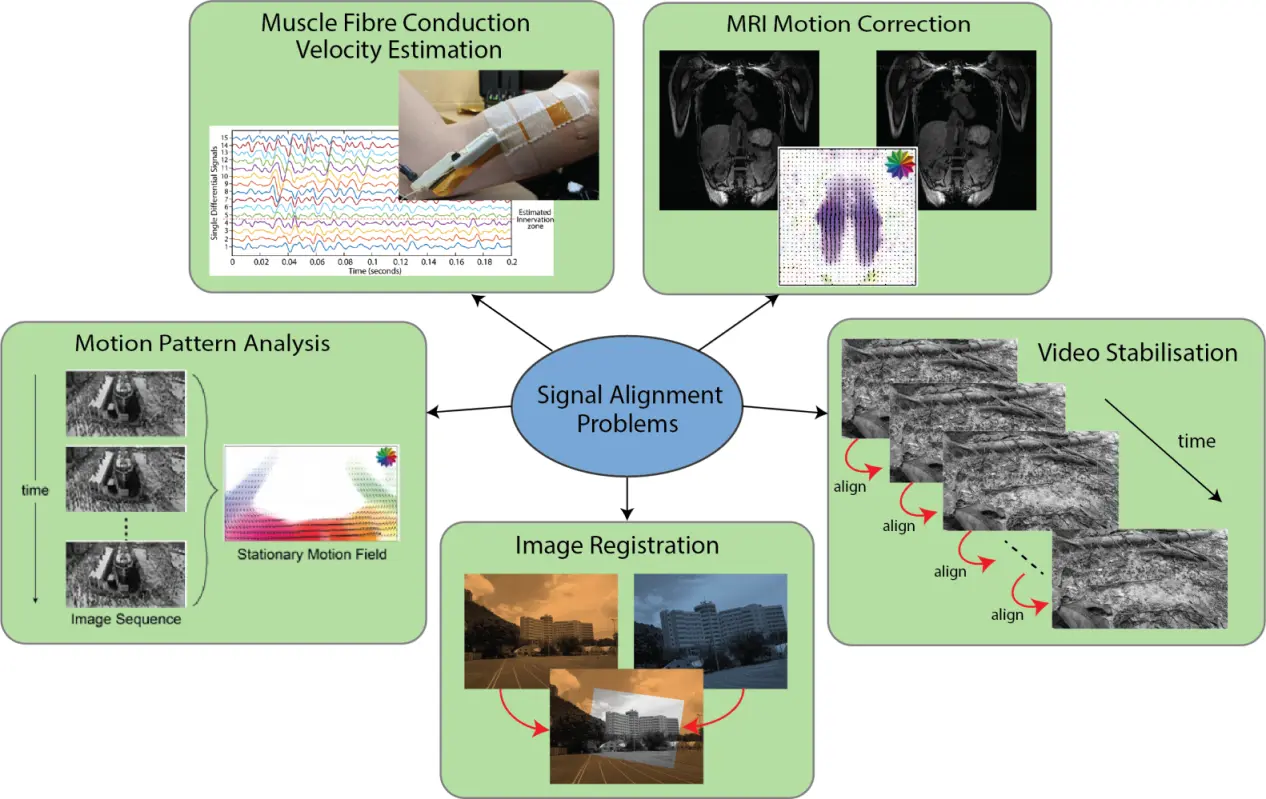 Muscle Fibre Conduction
Velocity Estimation
Single Differential Signals
15
14
13
12
11
10
9
8
7
6
5
4
3
2
1
Estimated
Innervation
zone
0 0.02 0.04 0.06 0.08 0.1 0.12 0.14 0.16 0.18 0.2
Time (seconds)
MRI Motion Correction
Motion Pattern Analysis
time
Image Sequence
Stationary Motion Field
Signal Alignment
Problems
Video Stabilisation
time
align
align
align
align
Image Registration